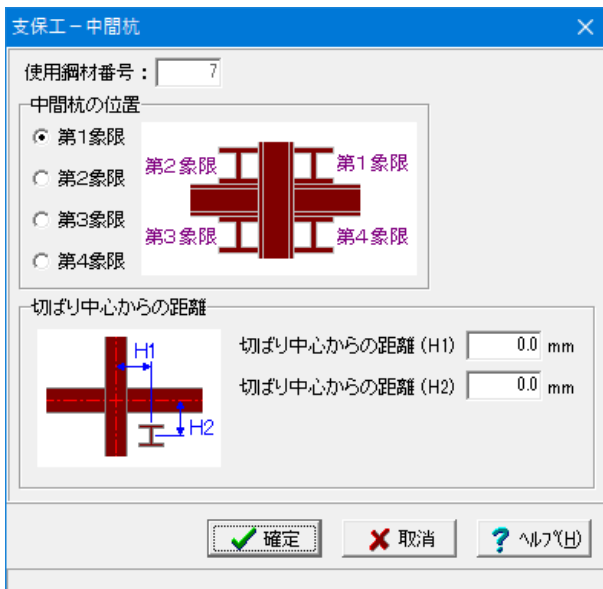 支保工－中間杭
使用鋼材番号： 7
中間杭の位置
第1象限
第2象限
第3象限
第4象限
第2象限 第1象限
第3象限 第4象限
切ばり中心からの距離
H1
H2
切ばり中心からの距離(H1) 0.0 mm
切ばり中心からの距離(H2) 0.0 mm
確定 取消 ? ﾍﾙﾌﾟ(H)